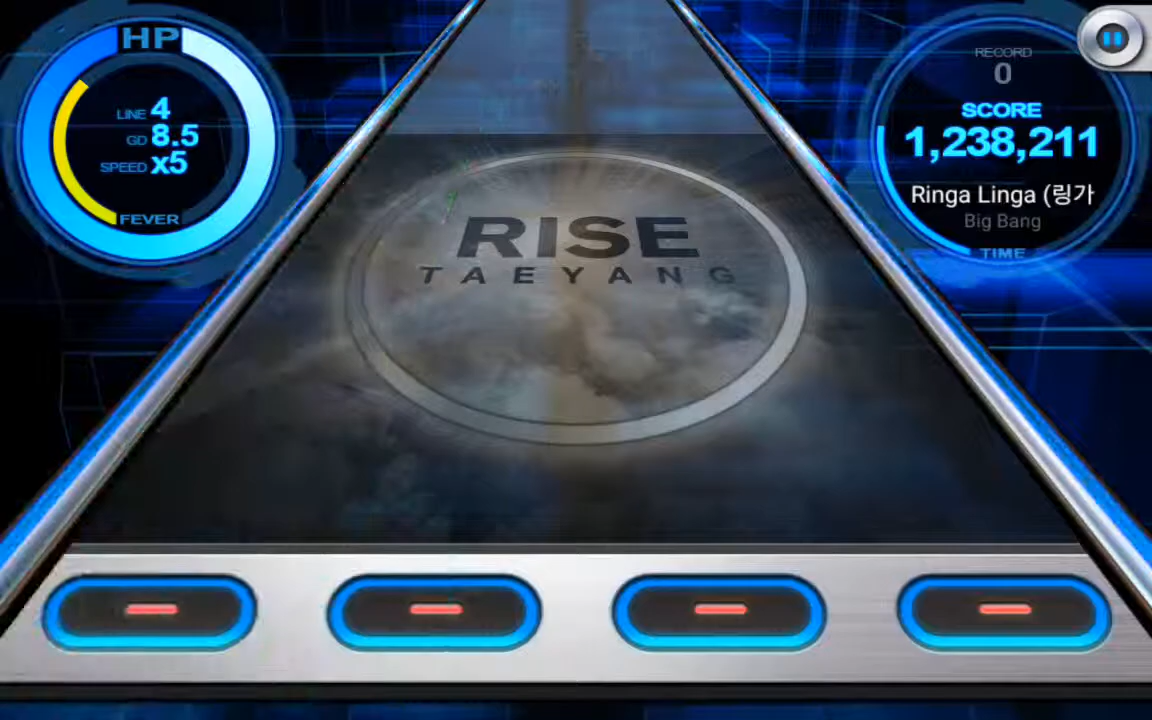 HP
LINE 4
GD 8.5
SPEED x5
FEVER
RECORD
0
SCORE
1,238,211
Ringa Linga (링가
Big Bang
TIME
RISE
TAEYANG